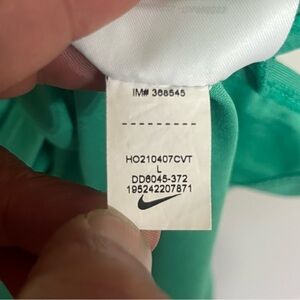 IM# 368545
------------
HO210407CVT
L
DD6045-372
195242207871